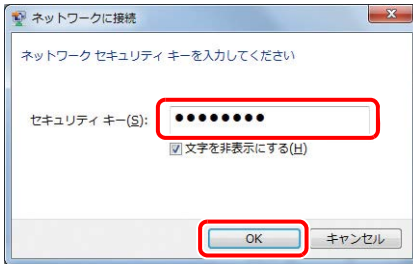 ネットワークに接続
ネットワーク セキュリティ キーを入力してください
セキュリティ キー(S): ●●●●●●●●
文字を非表示にする(H)
OK キャンセル